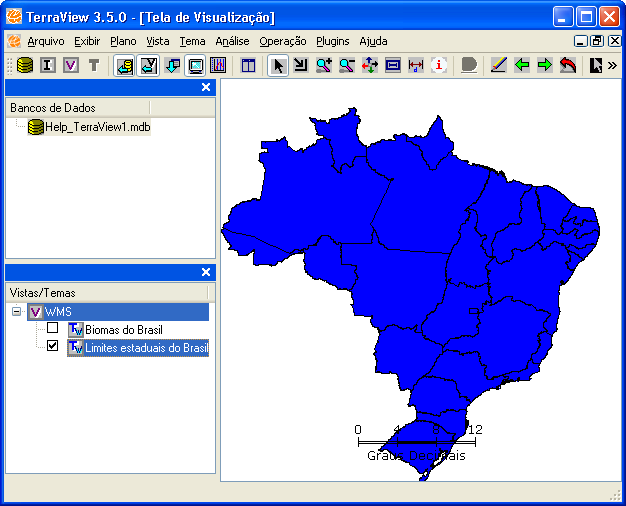 TerraView 3.5.0 - [Tela de Visualização]
Arquivo Exibir Plano Vista Tema Análise Operação Plugins Ajuda
Bancos de Dados
Help_TerraView1.mdb
Vistas/Temas
WMS
Biomas do Brasil
Limites estaduais do Brasil
0 4 12
Graus